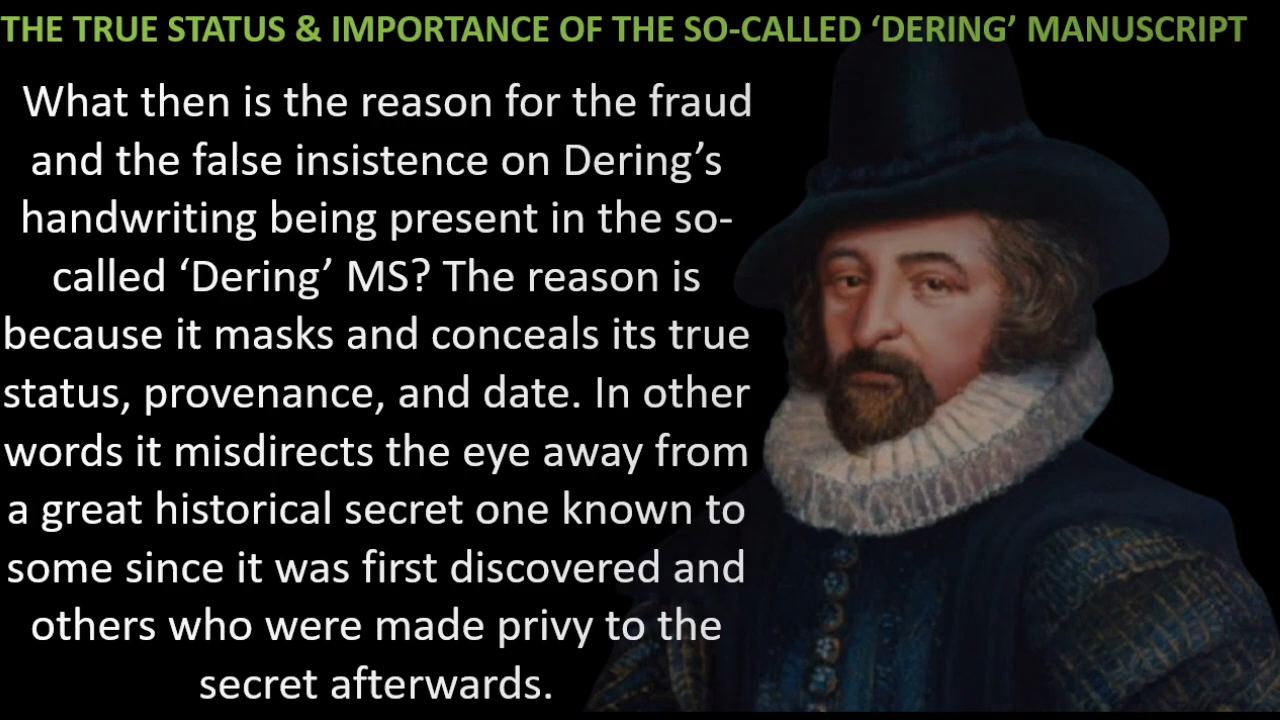 THE TRUE STATUS & IMPORTANCE OF THE SO-CALLED ‘DERING’ MANUSCRIPT
What then is the reason for the fraud
and the false insistence on Dering’s
handwriting being present in the so-
called ‘Dering’ MS? The reason is
because it masks and conceals its true
status, provenance, and date. In other
words it misdirects the eye away from
a great historical secret one known to
some since it was first discovered and
others who were made privy to the
secret afterwards.